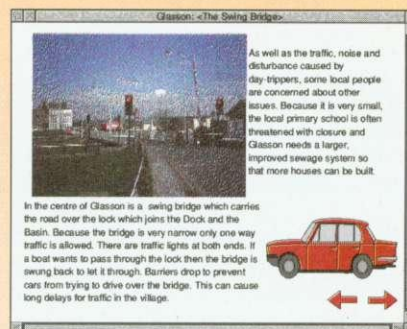 Glasson: <The Swing Bridge>
As well as the traffic, noise and
disturbance caused by
day-trippers, some local people
are concerned about other
issues. Because it is very small,
the local primary school is often
threatened with closure and
Glasson needs a larger,
improved sewage system so
that more houses can be built.
In the centre of Glasson is a swing bridge which carries
the road over the lock which joins the Dock and the
Basin. Because the bridge is very narrow only one way
traffic is allowed. There are traffic lights at both ends. If
a boat wants to pass through the lock then the bridge is
swung back to let it through. Barriers drop to prevent
cars from trying to drive over the bridge. This can cause
long delays for traffic in the village.